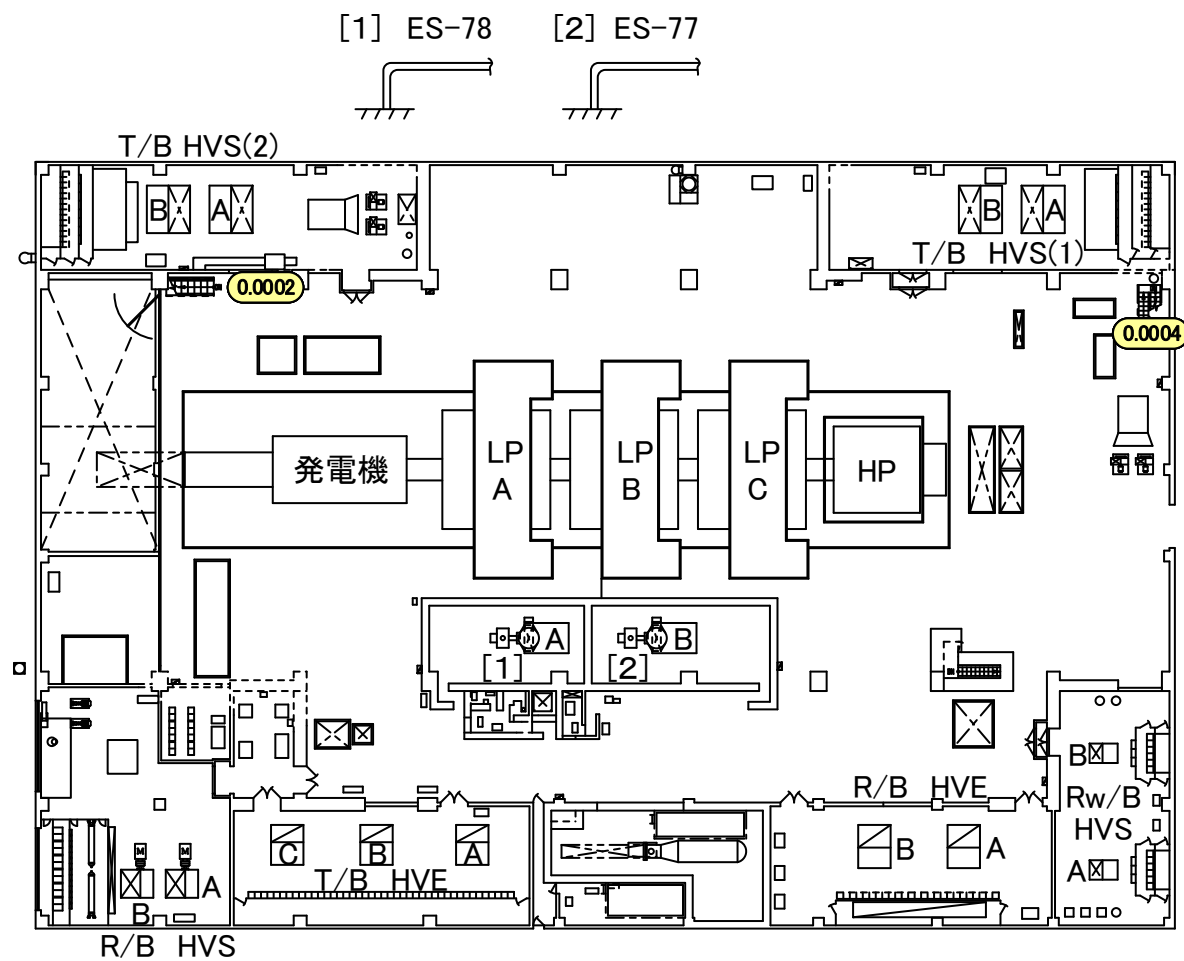 [1] ES-78
[2] ES-77
T/B HVS(2)
B
A
B
A
T/B HVS(1)
0.0002
0.0004
発電機
LP
A
LP
B
LP
C
HP
A
B
[1]
[2]
B
R/B HVE
Rw/B
HVS
C
B
A
B
A
A
M
M
A
T/B HVE
B
R/B HVS